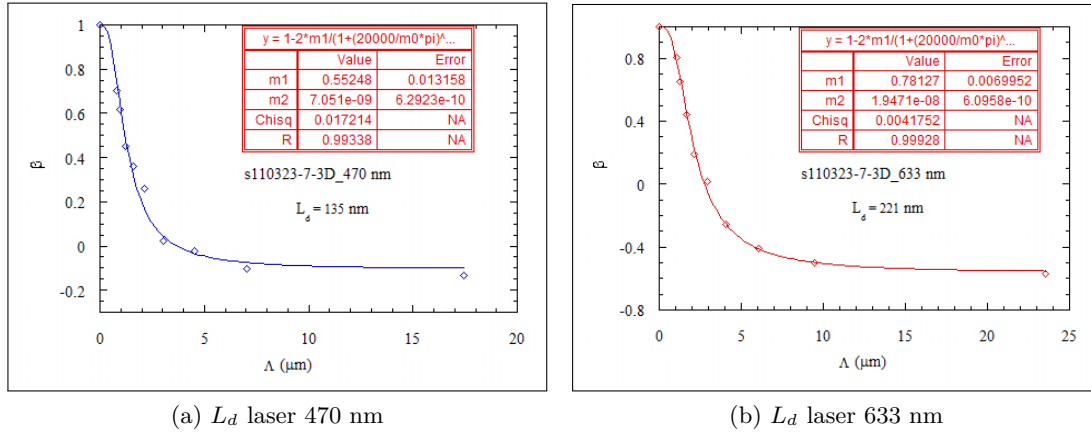 y = 1-2*m1/(1+(20000/m0*pi)^...
Value Error
m1 0.55248 0.013158
m2 7.051e-09 6.2923e-10
Chisq 0.017214 NA
R 0.99338 NA
s110323-7-3D_470 nm
L_d = 135 nm
1
0.8
0.6
0.4
0.2
0
-0.2
β
0 5 10 15 20
Λ (μm)
y = 1-2*m1/(1+(20000/m0*pi)^...
Value Error
m1 0.78127 0.0069952
m2 1.9471e-08 6.0958e-10
Chisq 0.0041752 NA
R 0.99928 NA
s110323-7-3D_633 nm
L_d = 221 nm
0.8
0.4
0
-0.4
-0.8
β
0 5 10 15 20 25
Λ (μm)
(a) L_d laser 470 nm
(b) L_d laser 633 nm